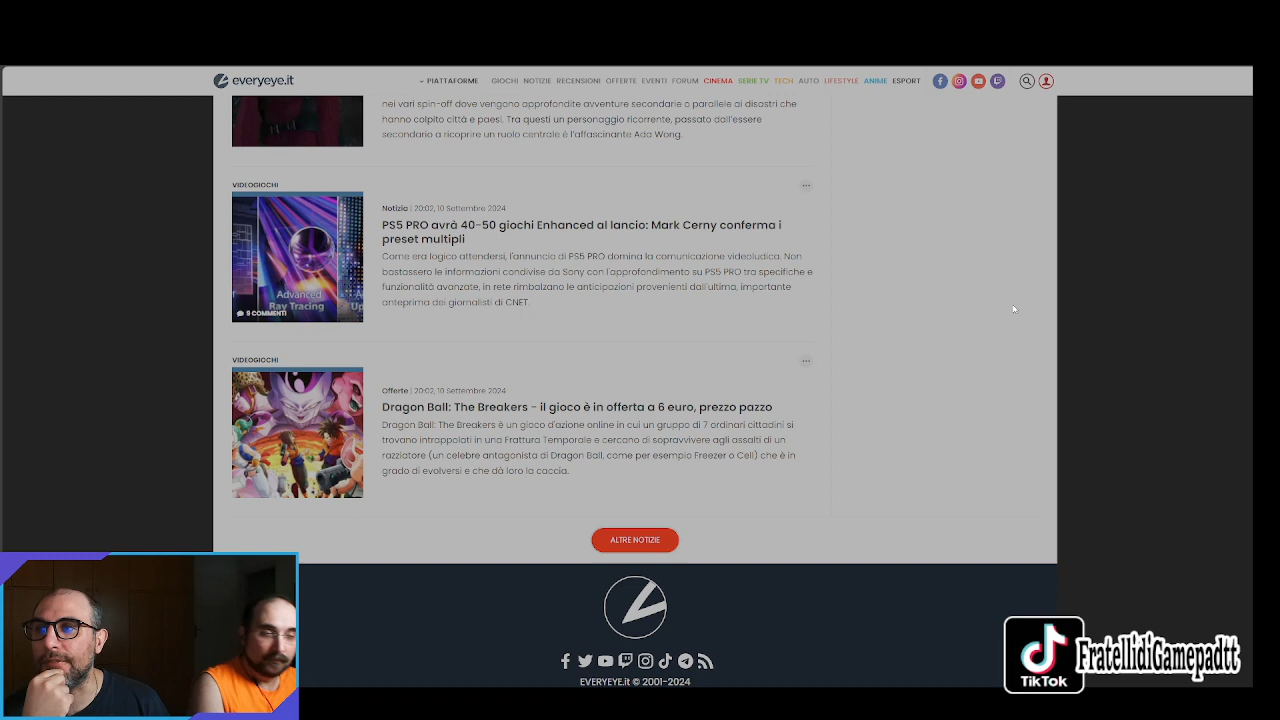 everyeye.it
PIATTAFORME GIOCHI NOTIZIE RECENSIONI OFFERTE EVENTI FORUM CINEMA SERIE TV TECH AUTO LIFESTYLE ANIME ESPORT
nei vari spin-off dove vengono approfondite avventure secondarie o parallele ai disastri che
hanno colpito città e paesi. Tra questi un personaggio ricorrente, passato dall'essere
secondario a ricoprire un ruolo centrale è l'affascinante Ada Wong.
VIDEOGIOCHI
Notizia | 20:02, 10 Settembre 2024
PS5 PRO avrà 40-50 giochi Enhanced al lancio: Mark Cerny conferma i
preset multipli
Come era logico attendersi, l'annuncio di PS5 PRO domina la comunicazione videoludica. Non
bastassero le informazioni condivise da Sony con l'approfondimento su PS5 PRO tra specifiche e
funzionalità avanzate, in rete rimbalzano le anticipazioni provenienti dall'ultima, importante
anteprima dei giornalisti di CNET.
Advanced
Ray Tracing
9 COMMENTI
VIDEOGIOCHI
Offerte | 20:02, 10 Settembre 2024
Dragon Ball: The Breakers - il gioco è in offerta a 6 euro, prezzo pazzo
Dragon Ball: The Breakers è un gioco d'azione online in cui un gruppo di 7 ordinari cittadini si
trovano intrappolati in una Frattura Temporale e cercano di sopravvivere agli assalti di un
razziatore (un celebre antagonista di Dragon Ball, come per esempio Freezer o Cell) che è in
grado di evolversi e che dà loro la caccia.
ALTRE NOTIZIE
EVERYEYE.it © 2001-2024
TikTok
FratellidiGamepadtt